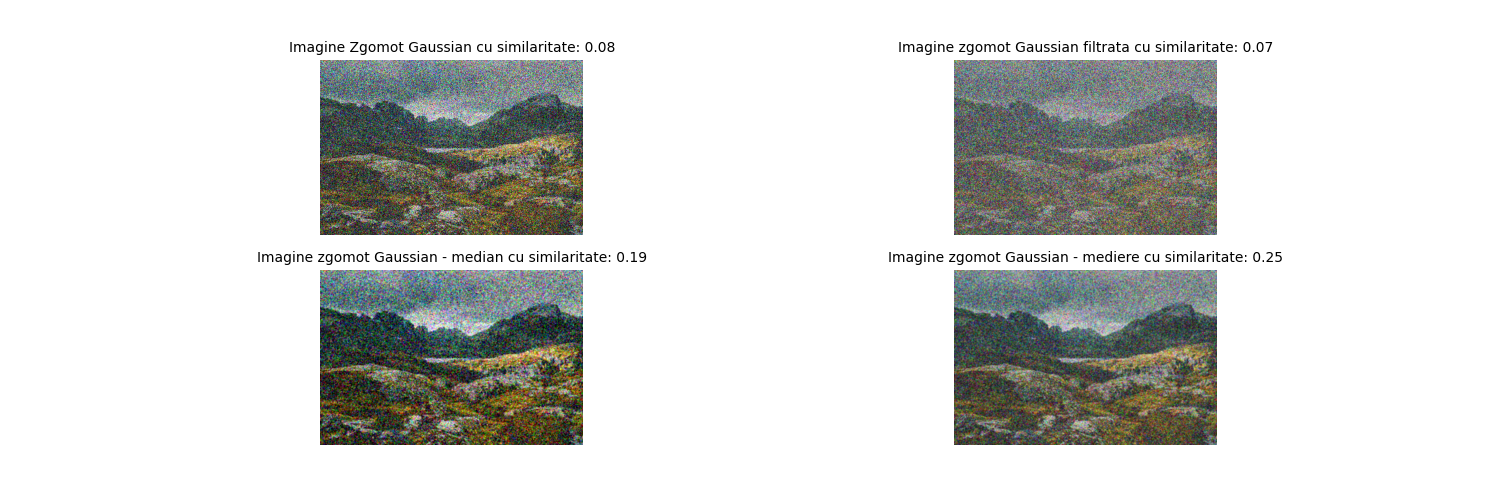 Imagine Zgomot Gaussian cu similaritate: 0.08
Imagine zgomot Gaussian filtrata cu similaritate: 0.07
Imagine zgomot Gaussian - median cu similaritate: 0.19
Imagine zgomot Gaussian - mediere cu similaritate: 0.25